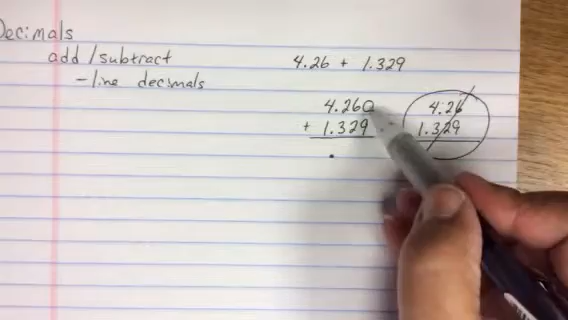 Decimals
add/subtract
- line decimals
4.26 + 1.329
4.260
+ 1.329
.
4.26
1.329